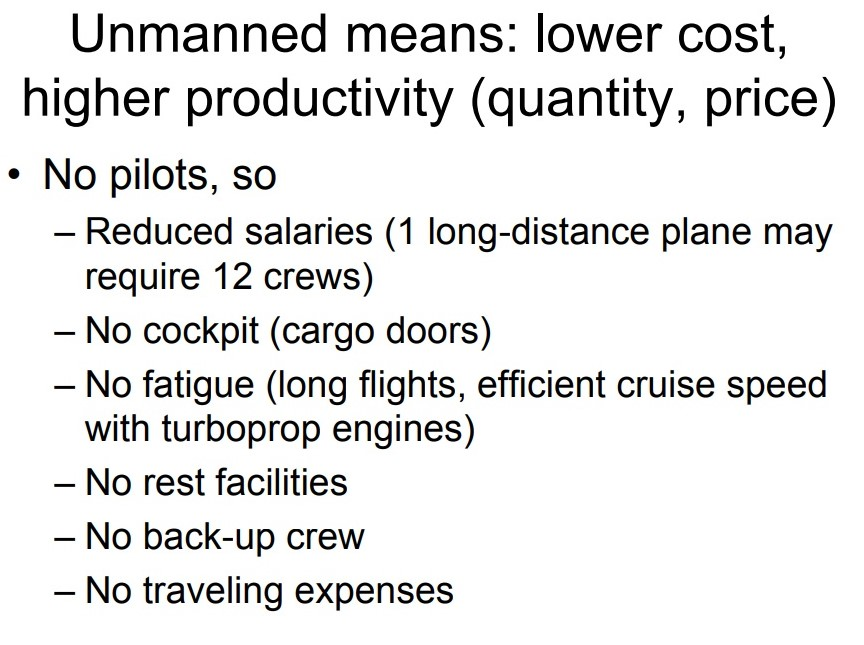 Unmanned means: lower cost,
higher productivity (quantity, price)
• No pilots, so
– Reduced salaries (1 long-distance plane may
require 12 crews)
– No cockpit (cargo doors)
– No fatigue (long flights, efficient cruise speed
with turboprop engines)
– No rest facilities
– No back-up crew
– No traveling expenses